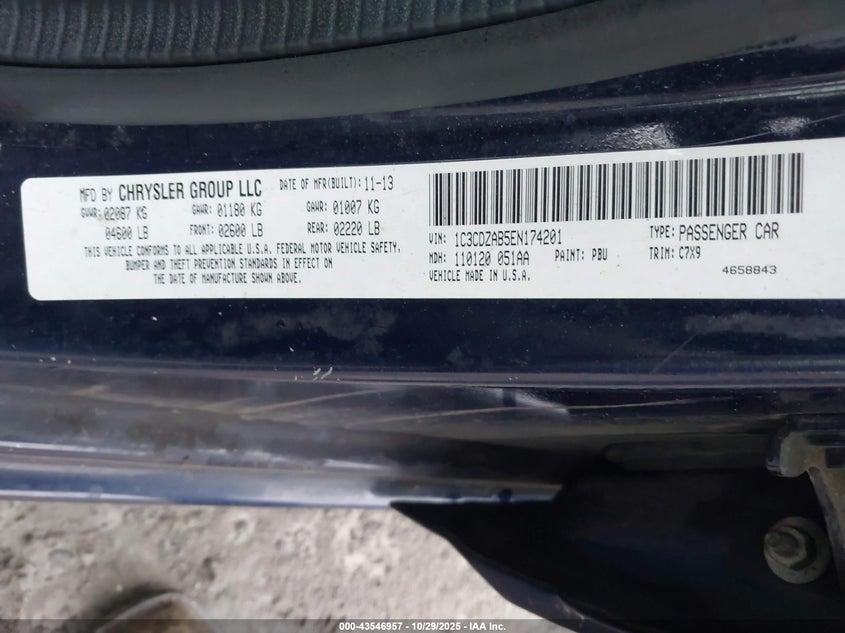 MFD BY CHRYSLER GROUP LLC DATE OF MFR(BUILT): 11-13
GVWR: 02087 KG GAWR: 01180 KG GAWR: 01007 KG
04600 LB FRONT: 02600 LB REAR: 02220 LB
THIS VEHICLE CONFORMS TO ALL APPLICABLE U.S.A. FEDERAL MOTOR VEHICLE SAFETY,
BUMPER AND THEFT PREVENTION STANDARDS IN EFFECT ON
THE DATE OF MANUFACTURE SHOWN ABOVE.
VIN: 1C3CDZAB5EN174201 TYPE: PASSENGER CAR
MDH: 110120 051AA PAINT: PBU TRIM: C7X9
VEHICLE MADE IN U.S.A. 4658843
000-43546957 | 10/29/2025 | IAA Inc.